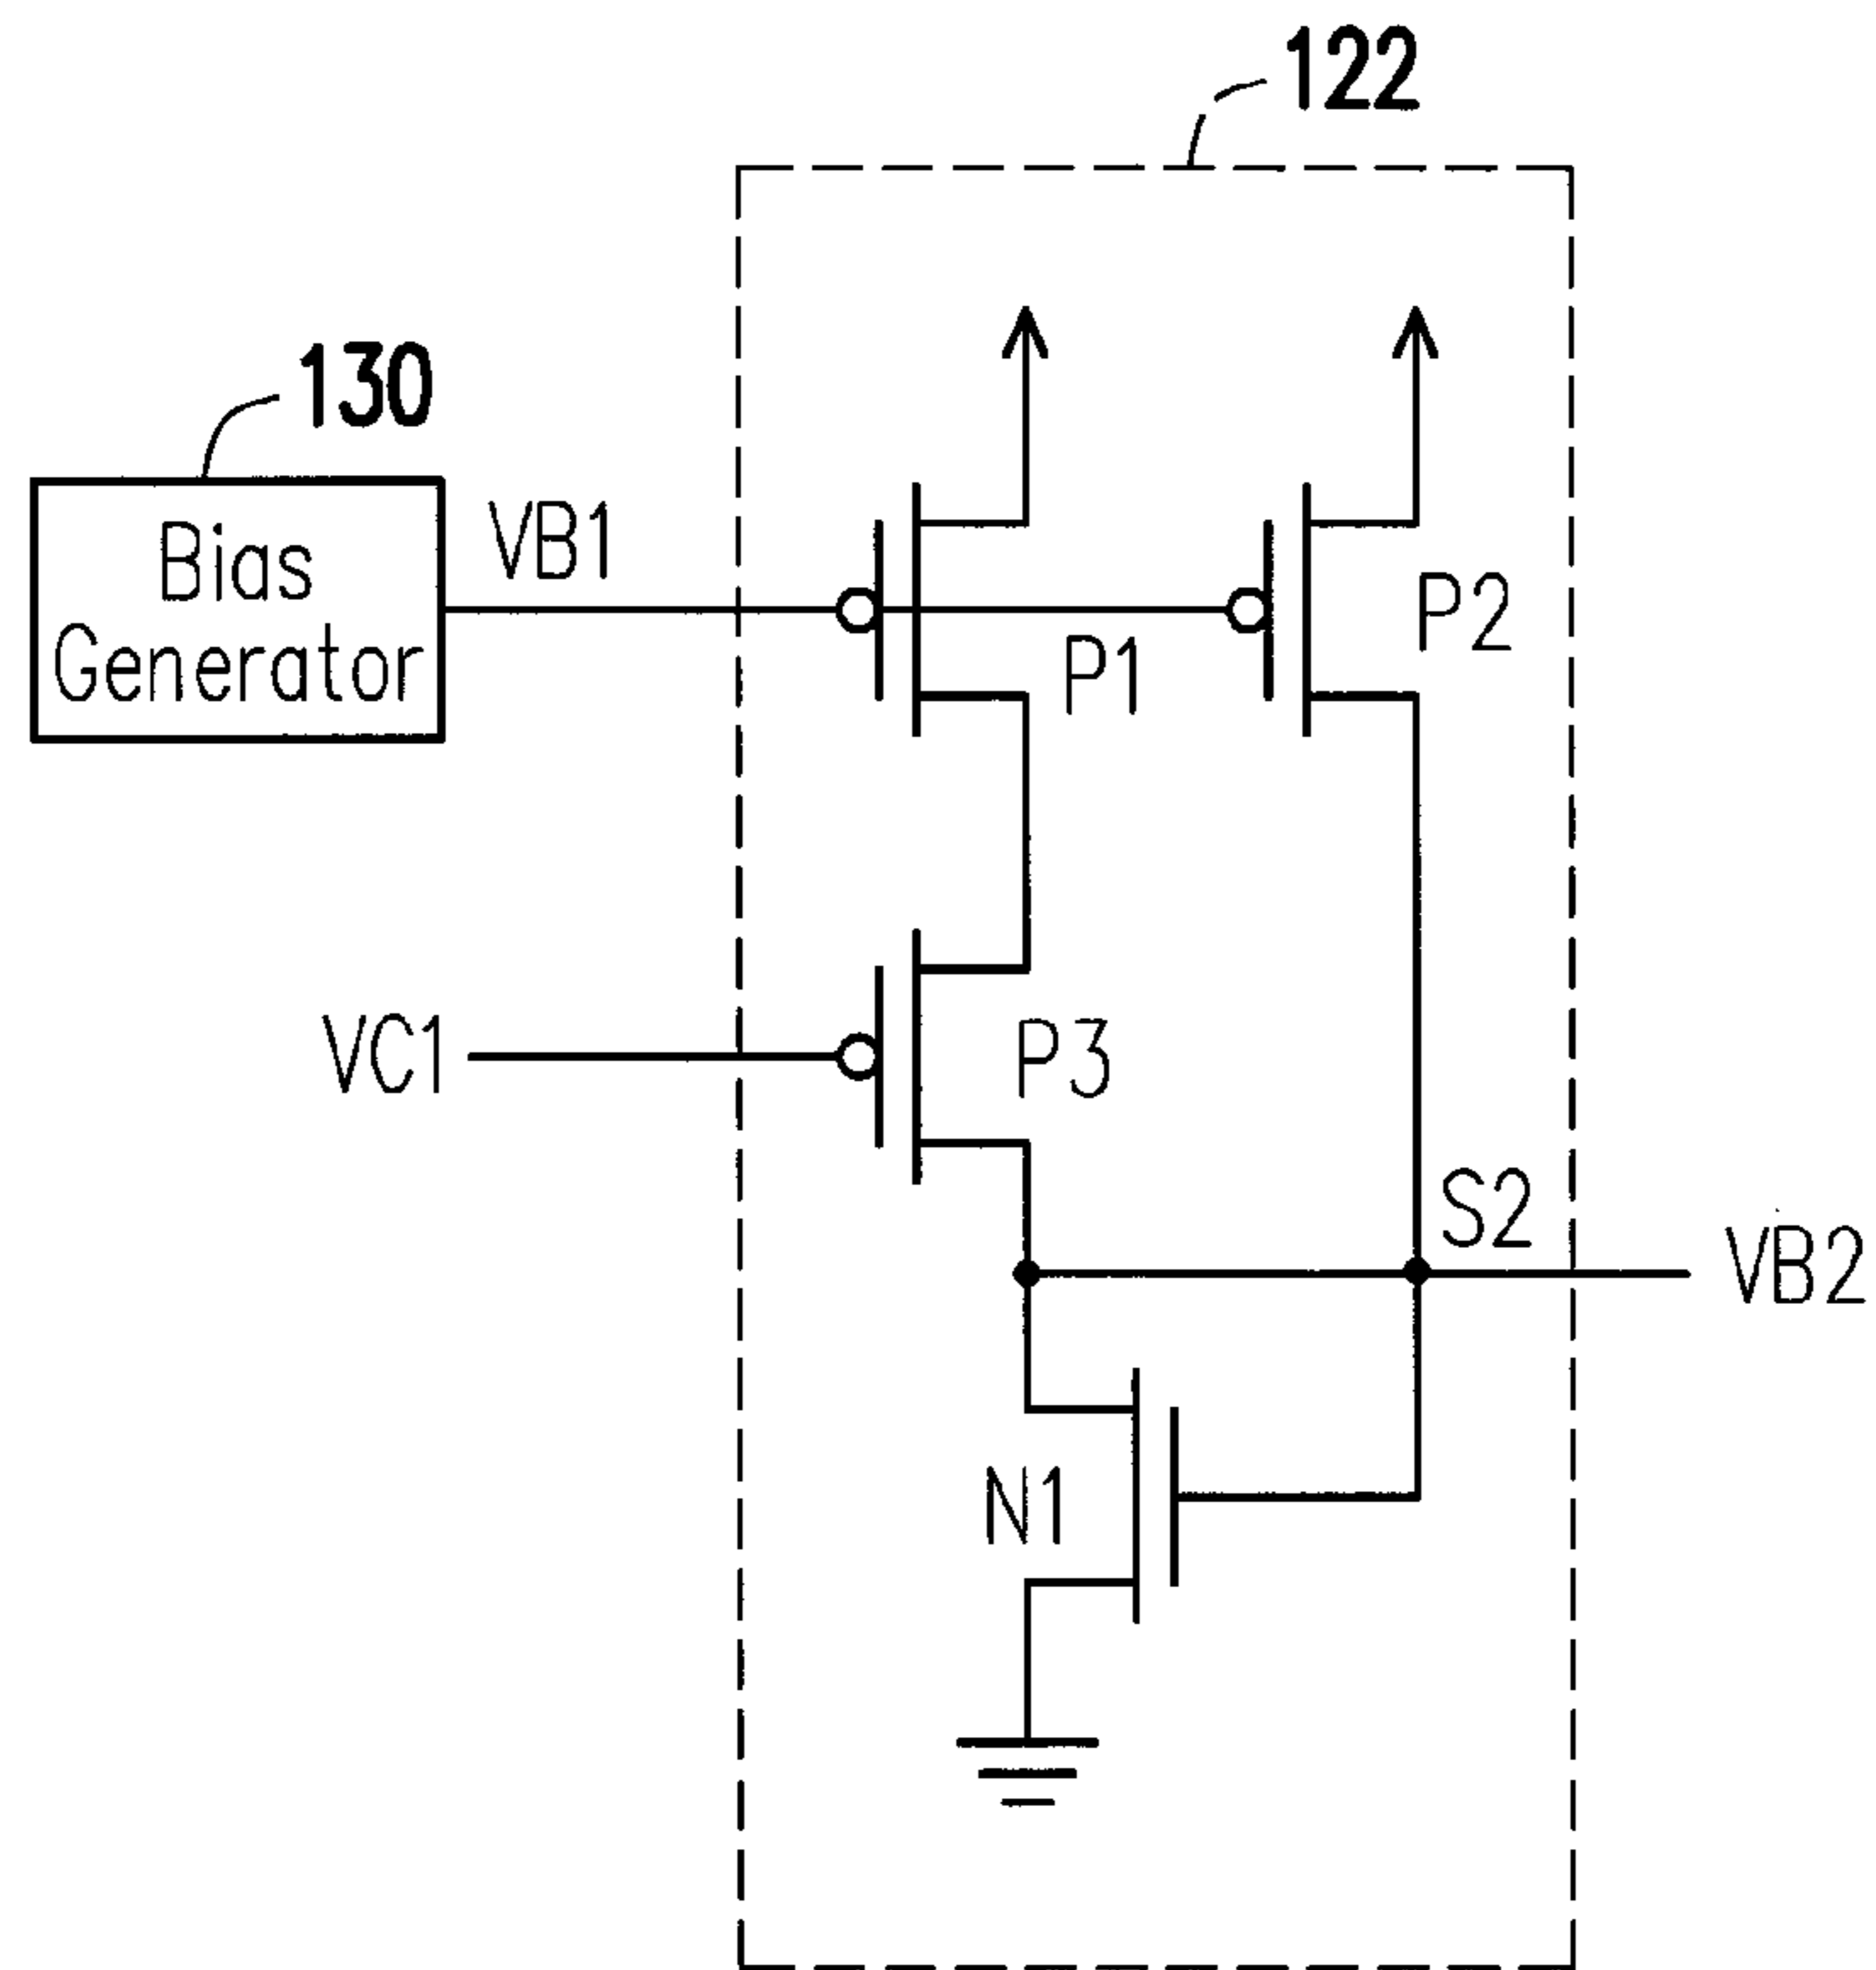 122
130
Bias
Generator
VB1
P1
P2
VC1
P3
S2
VB2
N1